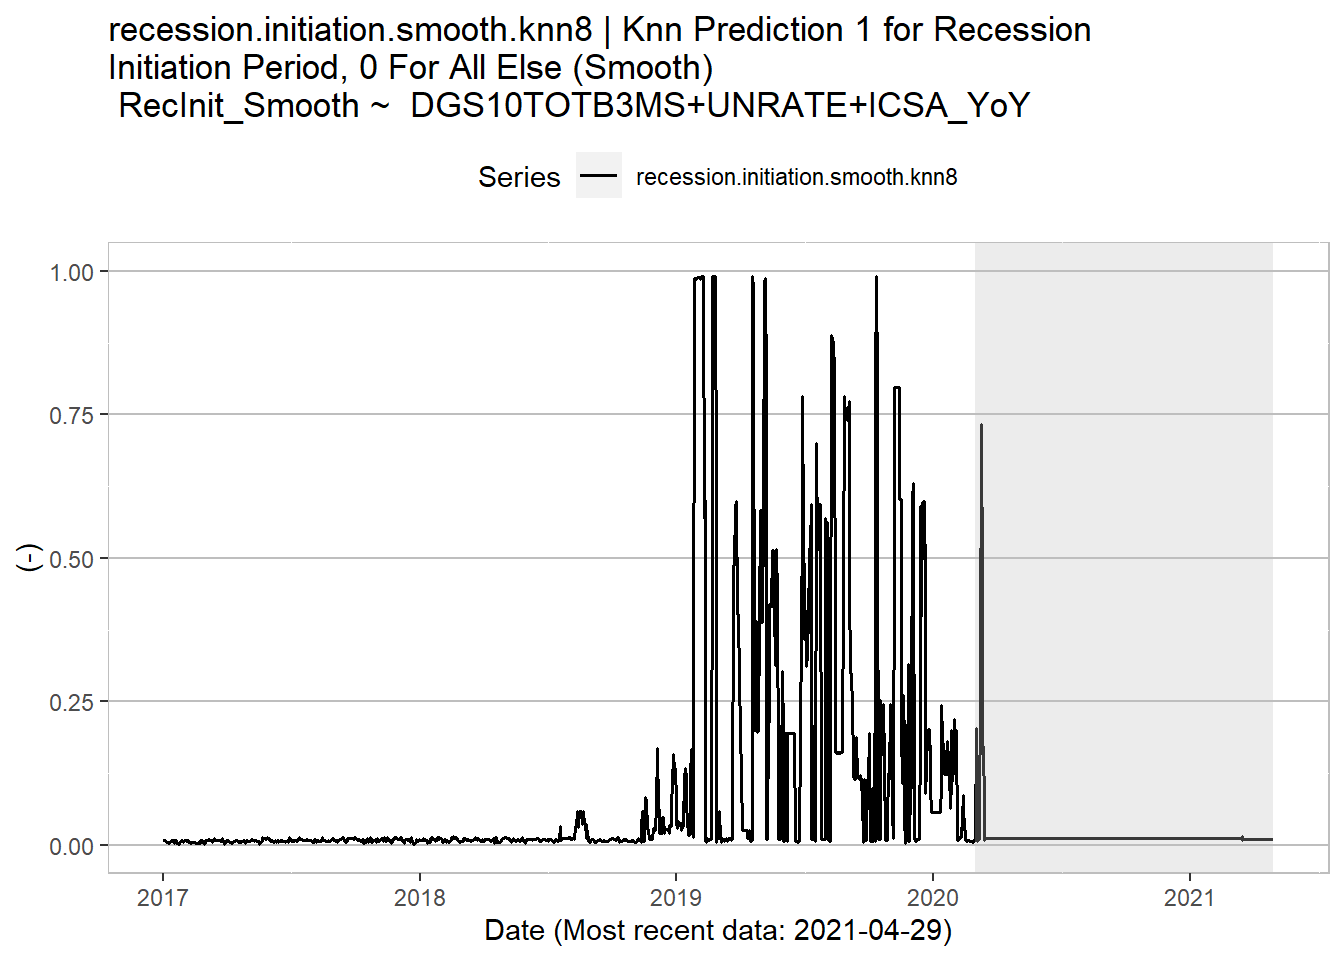 recession.initiation.smooth.knn8 | Knn Prediction 1 for Recession
Initiation Period, 0 For All Else (Smooth)
RecInit_Smooth ~  DGS10TOTB3MS+UNRATE+ICSA_YoY
Series recession.initiation.smooth.knn8
1.00
0.75
0.50
0.25
0.00
(-)
2017 2018 2019 2020 2021
Date (Most recent data: 2021-04-29)